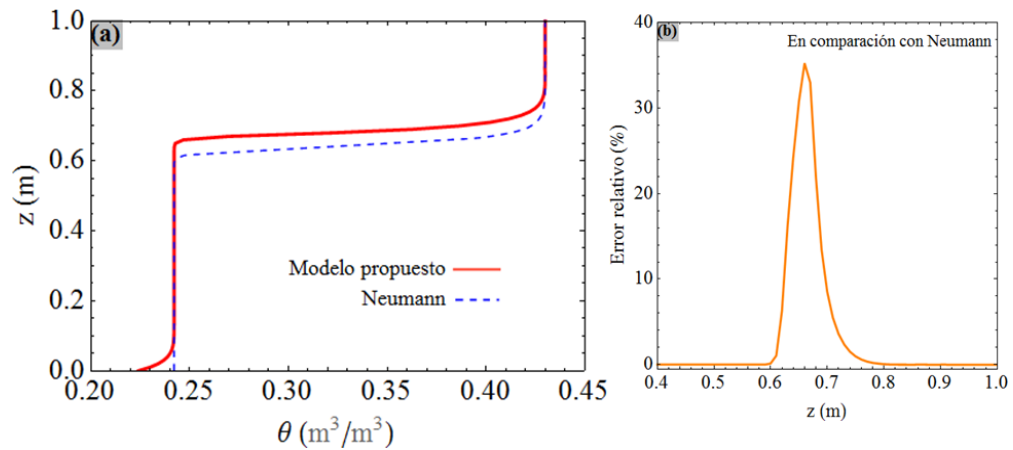 (a)
1.0
0.8
0.6
0.4
0.2
0.0
z (m)
Modelo propuesto
Neumann
0.20 0.25 0.30 0.35 0.40 0.45
θ (m³/m³)
(b)
En comparación con Neumann
40
30
20
10
0
Error relativo (%)
0.4 0.5 0.6 0.7 0.8 0.9 1.0
z (m)